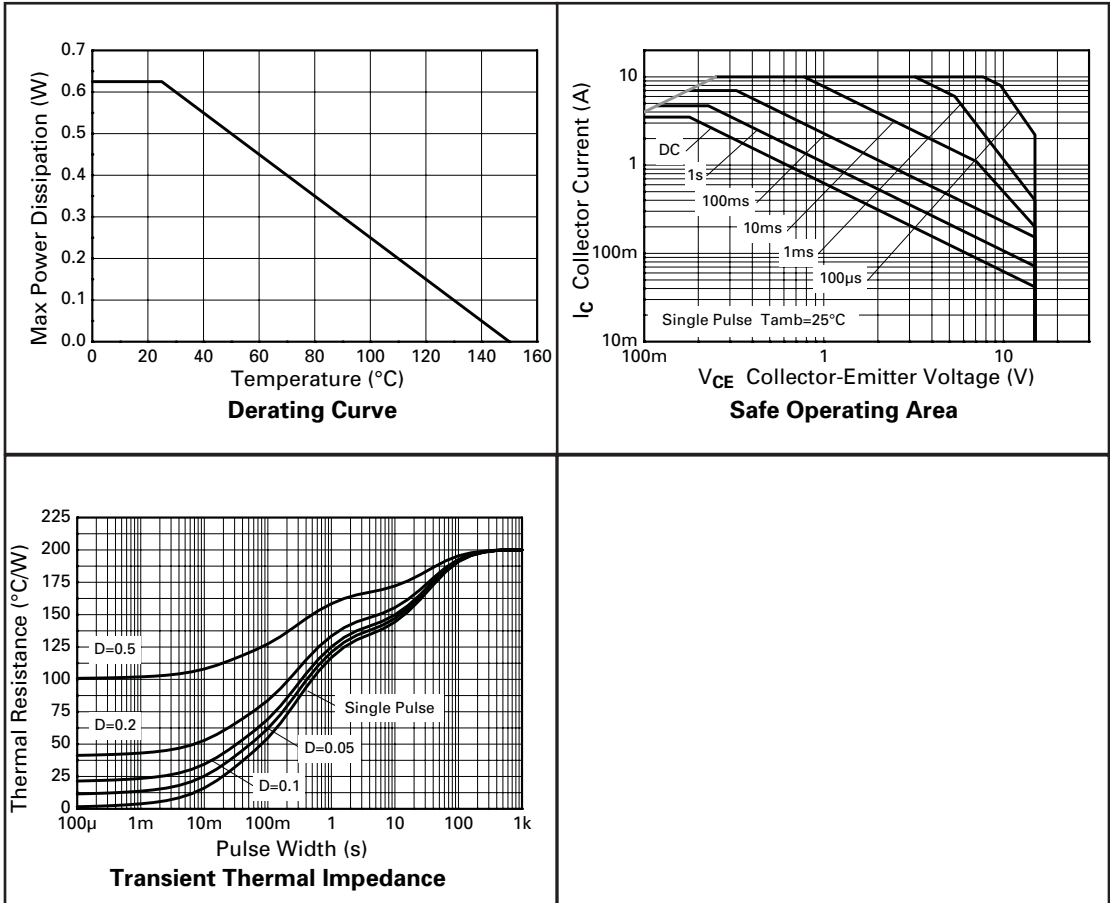 0.7
0.6
0.5
0.4
0.3
0.2
0.1
0.0
0 20 40 60 80 100 120 140 160
Max Power Dissipation (W)
Temperature (°C)
Derating Curve
10
1
100m
10m
100m 1 10
IC Collector Current (A)
DC
1s
100ms
10ms
1ms
100µs
Single Pulse Tamb=25°C
VCE Collector-Emitter Voltage (V)
Safe Operating Area
225
200
175
150
125
100
75
50
25
0
100µ 1m 10m 100m 1 10 100 1k
Thermal Resistance (°C/W)
D=0.5
D=0.2
Single Pulse
D=0.05
D=0.1
Pulse Width (s)
Transient Thermal Impedance